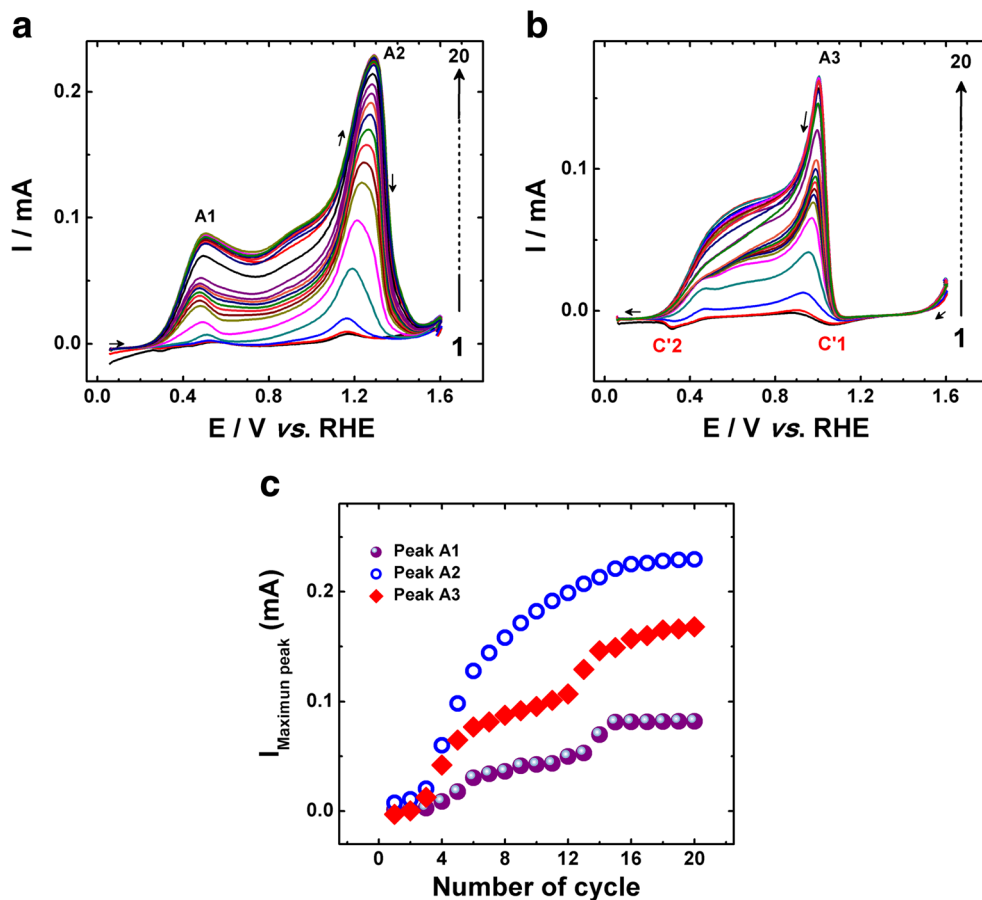 a
A2
20
0.2
I / mA
0.1
A1
0.0
1
0.0 0.4 0.8 1.2 1.6
E / V vs. RHE
b
A3
20
0.1
I / mA
0.0
C'2
C'1
1
0.0 0.4 0.8 1.2 1.6
E / V vs. RHE
c
Peak A1
Peak A2
Peak A3
0.2
I Maximun peak (mA)
0.1
0.0
0 4 8 12 16 20
Number of cycle